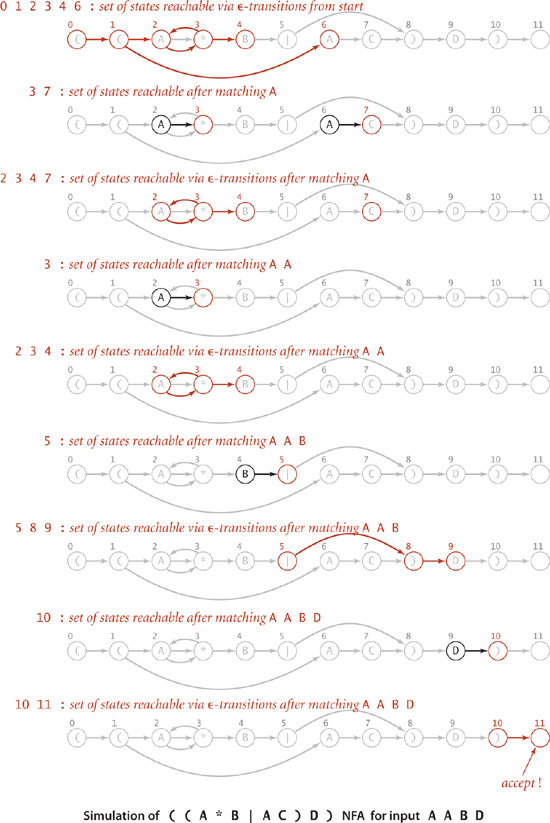 0 1 2 3 4 6 : set of states reachable via ϵ-transitions from start
0 1 2 3 4 5 6 7 8 9 10 11
( ( A * B | A C ) D )
3 7 : set of states reachable after matching A
0 1 2 3 4 5 6 7 8 9 10 11
( ( A * B | A C ) D )
2 3 4 7 : set of states reachable via ϵ-transitions after matching A
0 1 2 3 4 5 6 7 8 9 10 11
( ( A * B | A C ) D )
3 : set of states reachable after matching A A
0 1 2 3 4 5 6 7 8 9 10 11
( ( A * B | A C ) D )
2 3 4 : set of states reachable via ϵ-transitions after matching A A
0 1 2 3 4 5 6 7 8 9 10 11
( ( A * B | A C ) D )
5 : set of states reachable after matching A A B
0 1 2 3 4 5 6 7 8 9 10 11
( ( A * B | A C ) D )
5 8 9 : set of states reachable via ϵ-transitions after matching A A B
0 1 2 3 4 5 6 7 8 9 10 11
( ( A * B | A C ) D )
10 : set of states reachable after matching A A B D
0 1 2 3 4 5 6 7 8 9 10 11
( ( A * B | A C ) D )
10 11 : set of states reachable via ϵ-transitions after matching A A B D
0 1 2 3 4 5 6 7 8 9 10 11
( ( A * B | A C ) D )
accept !
Simulation of ( ( A * B | A C ) D ) NFA for input A A B D